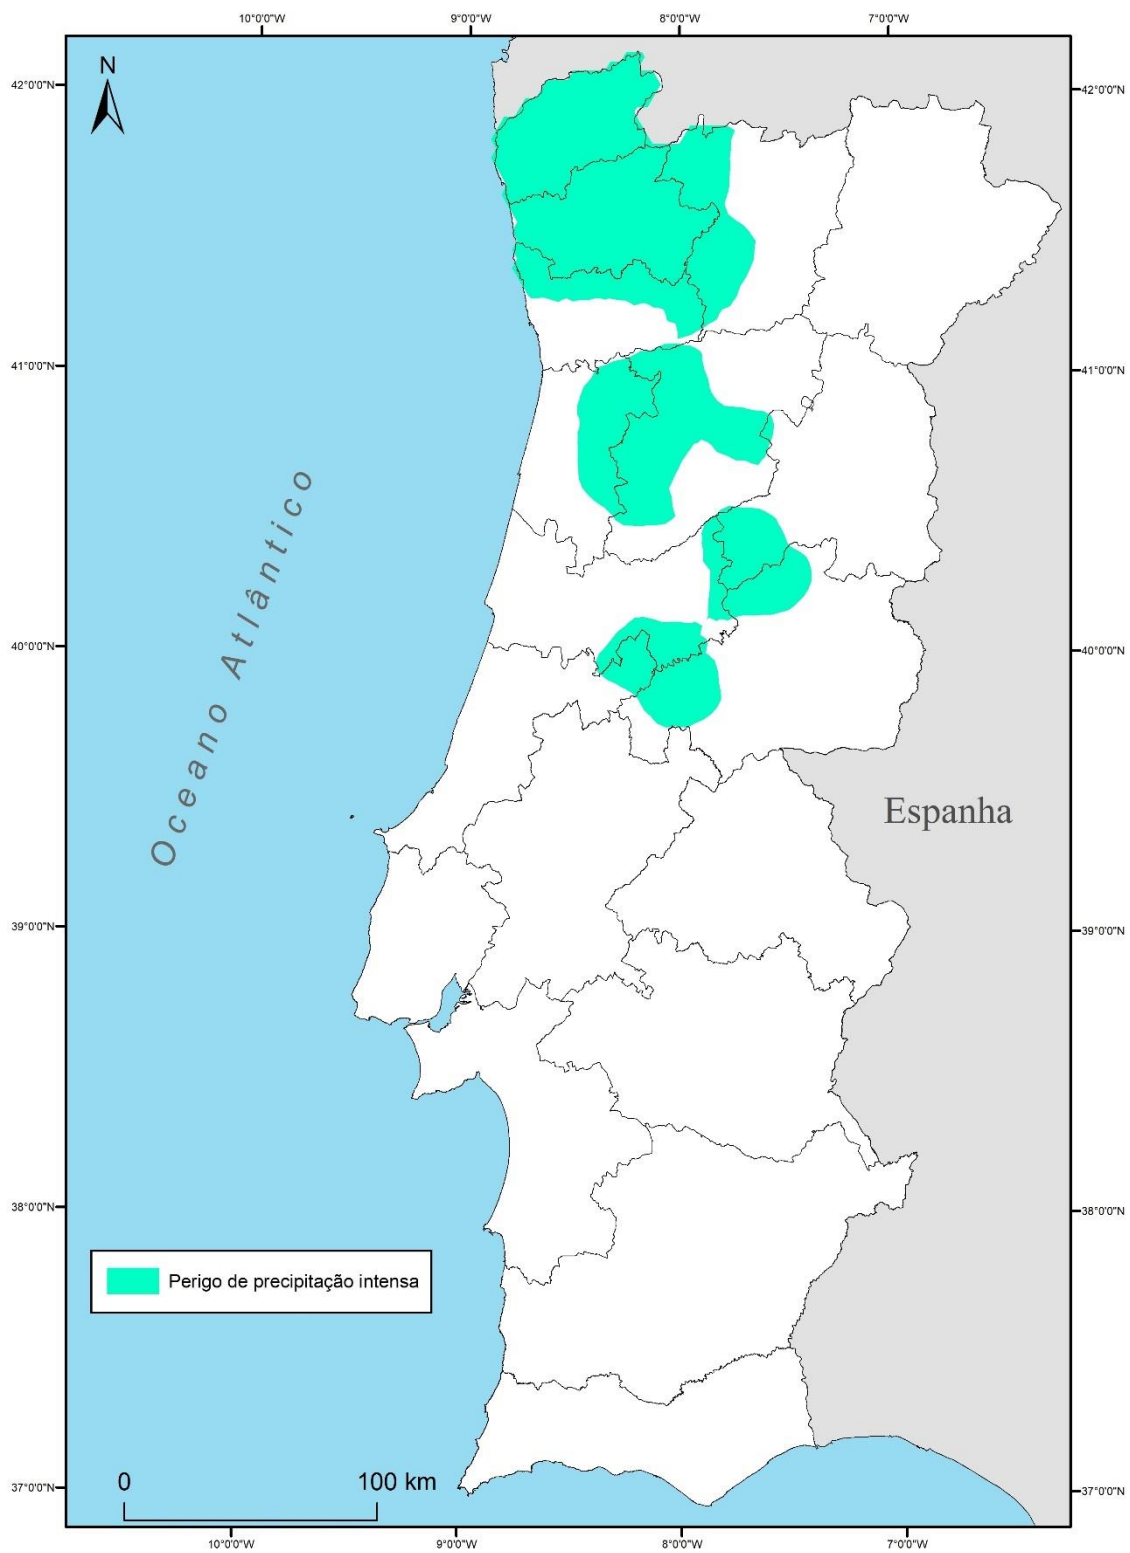 10°0'0"W 9°0'0"W 8°0'0"W 7°0'0"W
N
42°0'0"N 42°0'0"N
41°0'0"N 41°0'0"N
Oceano Atlântico
40°0'0"N 40°0'0"N
Espanha
39°0'0"N 39°0'0"N
38°0'0"N 38°0'0"N
Perigo de precipitação intensa
0 100 km
37°0'0"N 37°0'0"N
10°0'0"W 9°0'0"W 8°0'0"W 7°0'0"W